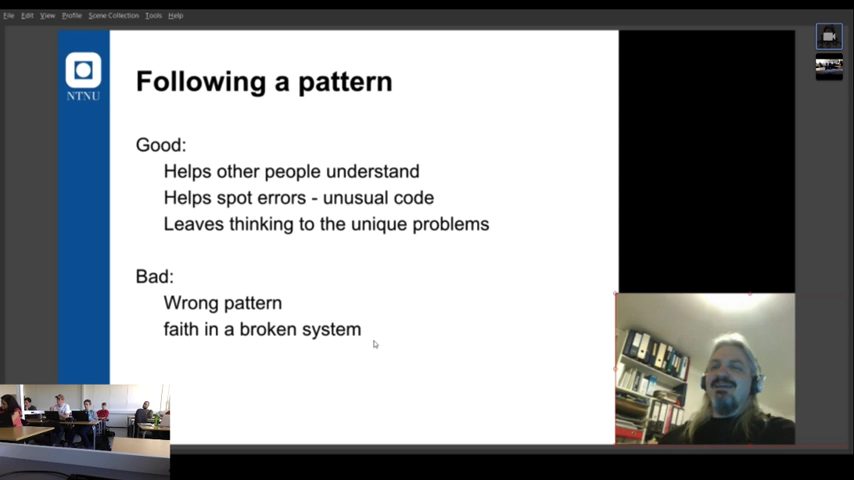 File Edit View Profile Scene Collection Tools Help
NTNU
Following a pattern
Good:
Helps other people understand
Helps spot errors - unusual code
Leaves thinking to the unique problems
Bad:
Wrong pattern
faith in a broken system